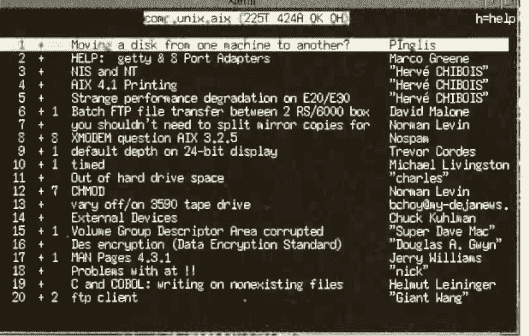 comp.unix.aix (225T 424A 0K 0H) h=help
1 + Moving a disk from one machine to another? PInglis
2 + HELP: getty & 8 Port Adapters Marco Greene
3 + NIS and NT "Hervé CHIBOIS"
4 + AIX 4.1 Printing "Hervé CHIBOIS"
5 + Strange performance degradation on E20/E30 "Hervé CHIBOIS"
6 + 1 Batch FTP file transfer between 2 RS/6000 box David Malone
7 + you shouldn't need to split mirror copies for Norman Levin
8 + 8 XMODEM question AIX 3.2.5 Nospam
9 + 1 default depth on 24-bit display Trevor Cordes
10 + 1 timed Michael Livingston
11 + Out of hard drive space "charles"
12 + 7 CHMOD Norman Levin
13 + vary off/on 3590 tape drive bchoy@my-dejanews.
14 + External Devices Chuck Kuhlman
15 + 1 Volume Group Descriptor Area corrupted "Super Dave Mac"
16 + Des encryption (Data Encryption Standard) "Douglas A. Gwyn"
17 + 1 MAN Pages 4.3.1 Jerry Williams
18 + Problems with at !! "nick"
19 + C and COBOL: writing on nonexisting files Helmut Leininger
20 + 2 ftp client "Giant Wang"